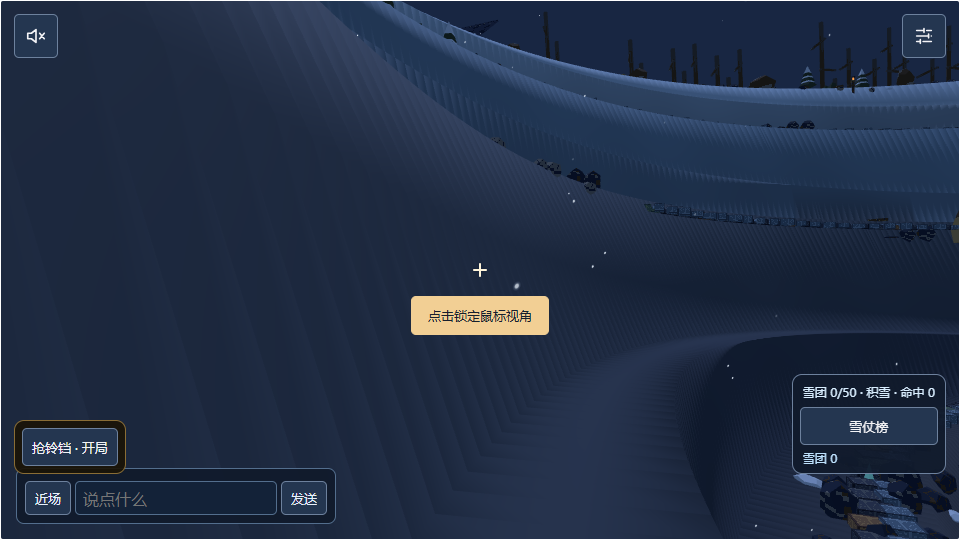 点击锁定鼠标视角
雪团 0/50 · 积雪 · 命中 0
雪仗榜
雪团 0
抢铃铛 · 开局
近场
说点什么
发送